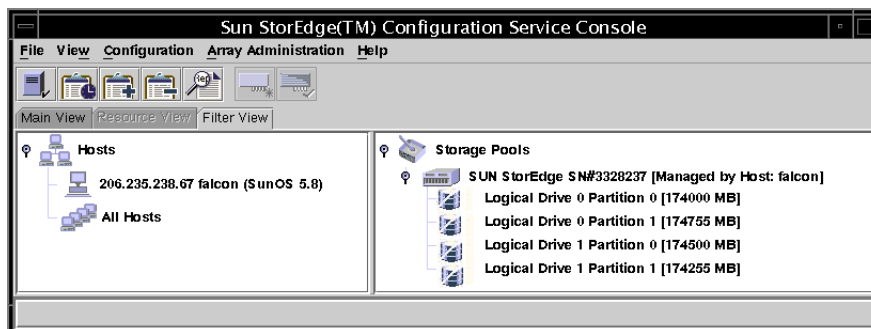 Sun StorEdge(TM) Configuration Service Console
File View Configuration Array Administration Help
Main View Resource View Filter View
Hosts
206.235.238.67 falcon (SunOS 5.8)
All Hosts
Storage Pools
SUN StorEdge SN#3328237 [Managed by Host: falcon]
Logical Drive 0 Partition 0 [174000 MB]
Logical Drive 0 Partition 1 [174755 MB]
Logical Drive 1 Partition 0 [174500 MB]
Logical Drive 1 Partition 1 [174255 MB]